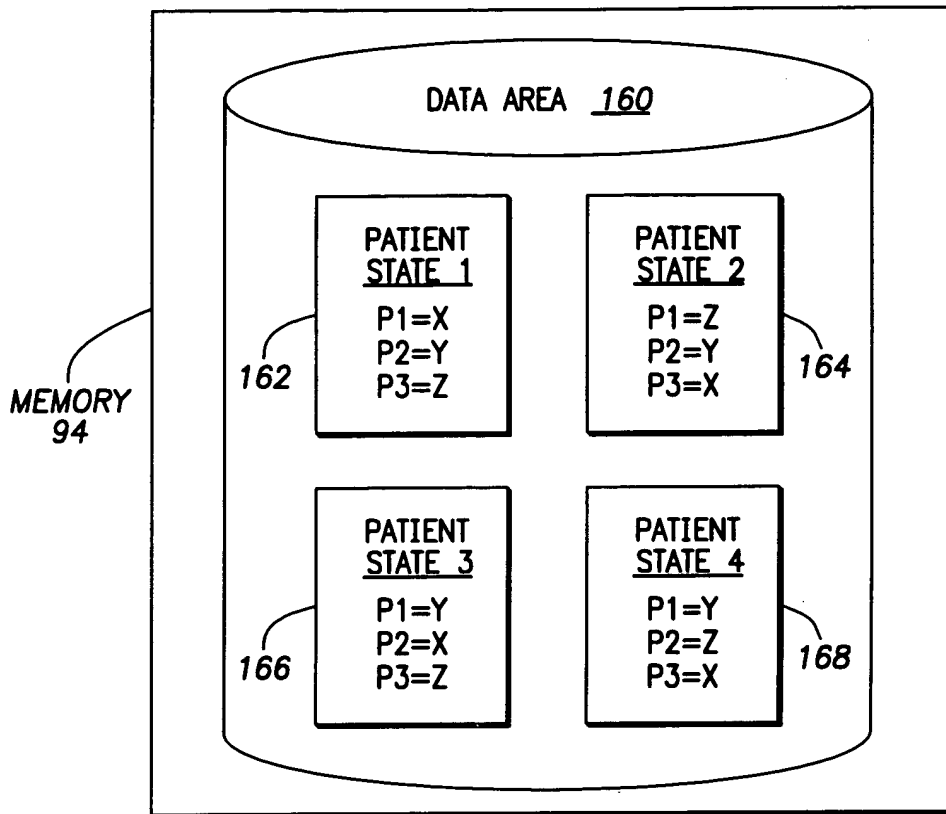 DATA AREA 160
PATIENT
STATE 1
P1=X
P2=Y
P3=Z
162
PATIENT
STATE 2
P1=Z
P2=Y
P3=X
164
MEMORY
94
PATIENT
STATE 3
P1=Y
P2=X
P3=Z
166
PATIENT
STATE 4
P1=Y
P2=Z
P3=X
168